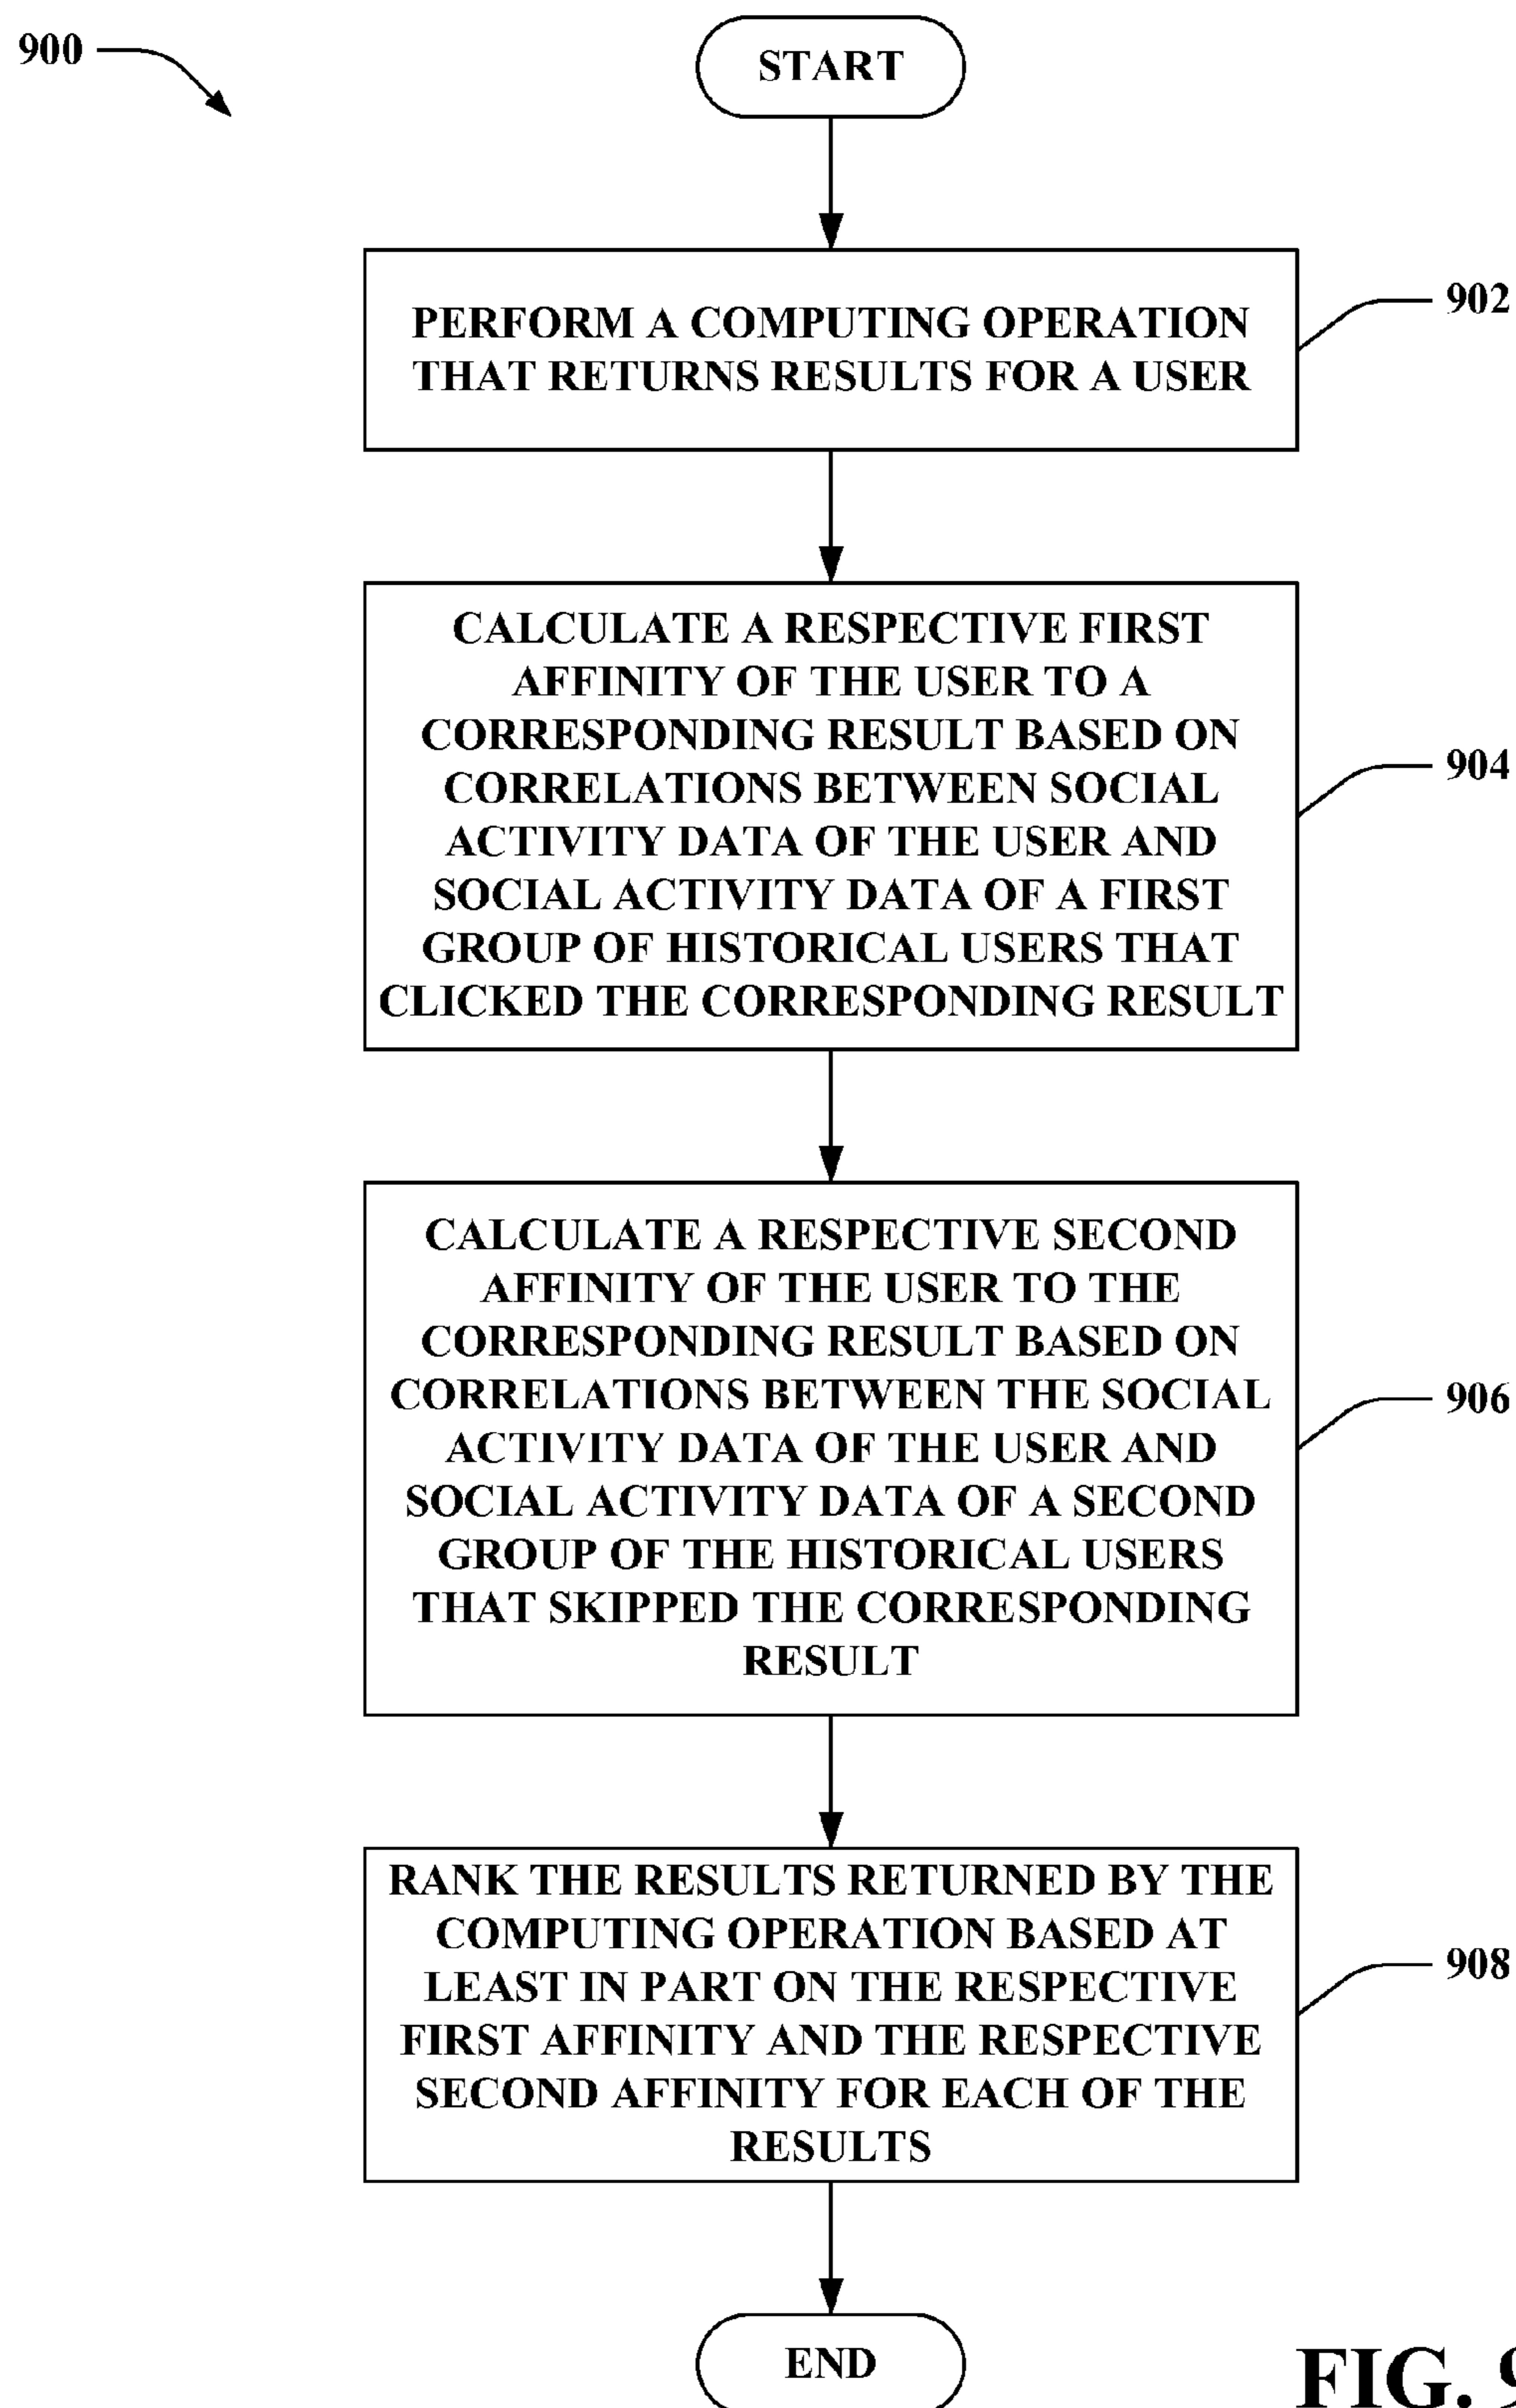 900
START
PERFORM A COMPUTING OPERATION
THAT RETURNS RESULTS FOR A USER
902
CALCULATE A RESPECTIVE FIRST
AFFINITY OF THE USER TO A
CORRESPONDING RESULT BASED ON
CORRELATIONS BETWEEN SOCIAL
ACTIVITY DATA OF THE USER AND
SOCIAL ACTIVITY DATA OF A FIRST
GROUP OF HISTORICAL USERS THAT
CLICKED THE CORRESPONDING RESULT
904
CALCULATE A RESPECTIVE SECOND
AFFINITY OF THE USER TO THE
CORRESPONDING RESULT BASED ON
CORRELATIONS BETWEEN THE SOCIAL
ACTIVITY DATA OF THE USER AND
SOCIAL ACTIVITY DATA OF A SECOND
GROUP OF THE HISTORICAL USERS
THAT SKIPPED THE CORRESPONDING
RESULT
906
RANK THE RESULTS RETURNED BY THE
COMPUTING OPERATION BASED AT
LEAST IN PART ON THE RESPECTIVE
FIRST AFFINITY AND THE RESPECTIVE
SECOND AFFINITY FOR EACH OF THE
RESULTS
908
END
FIG. 9